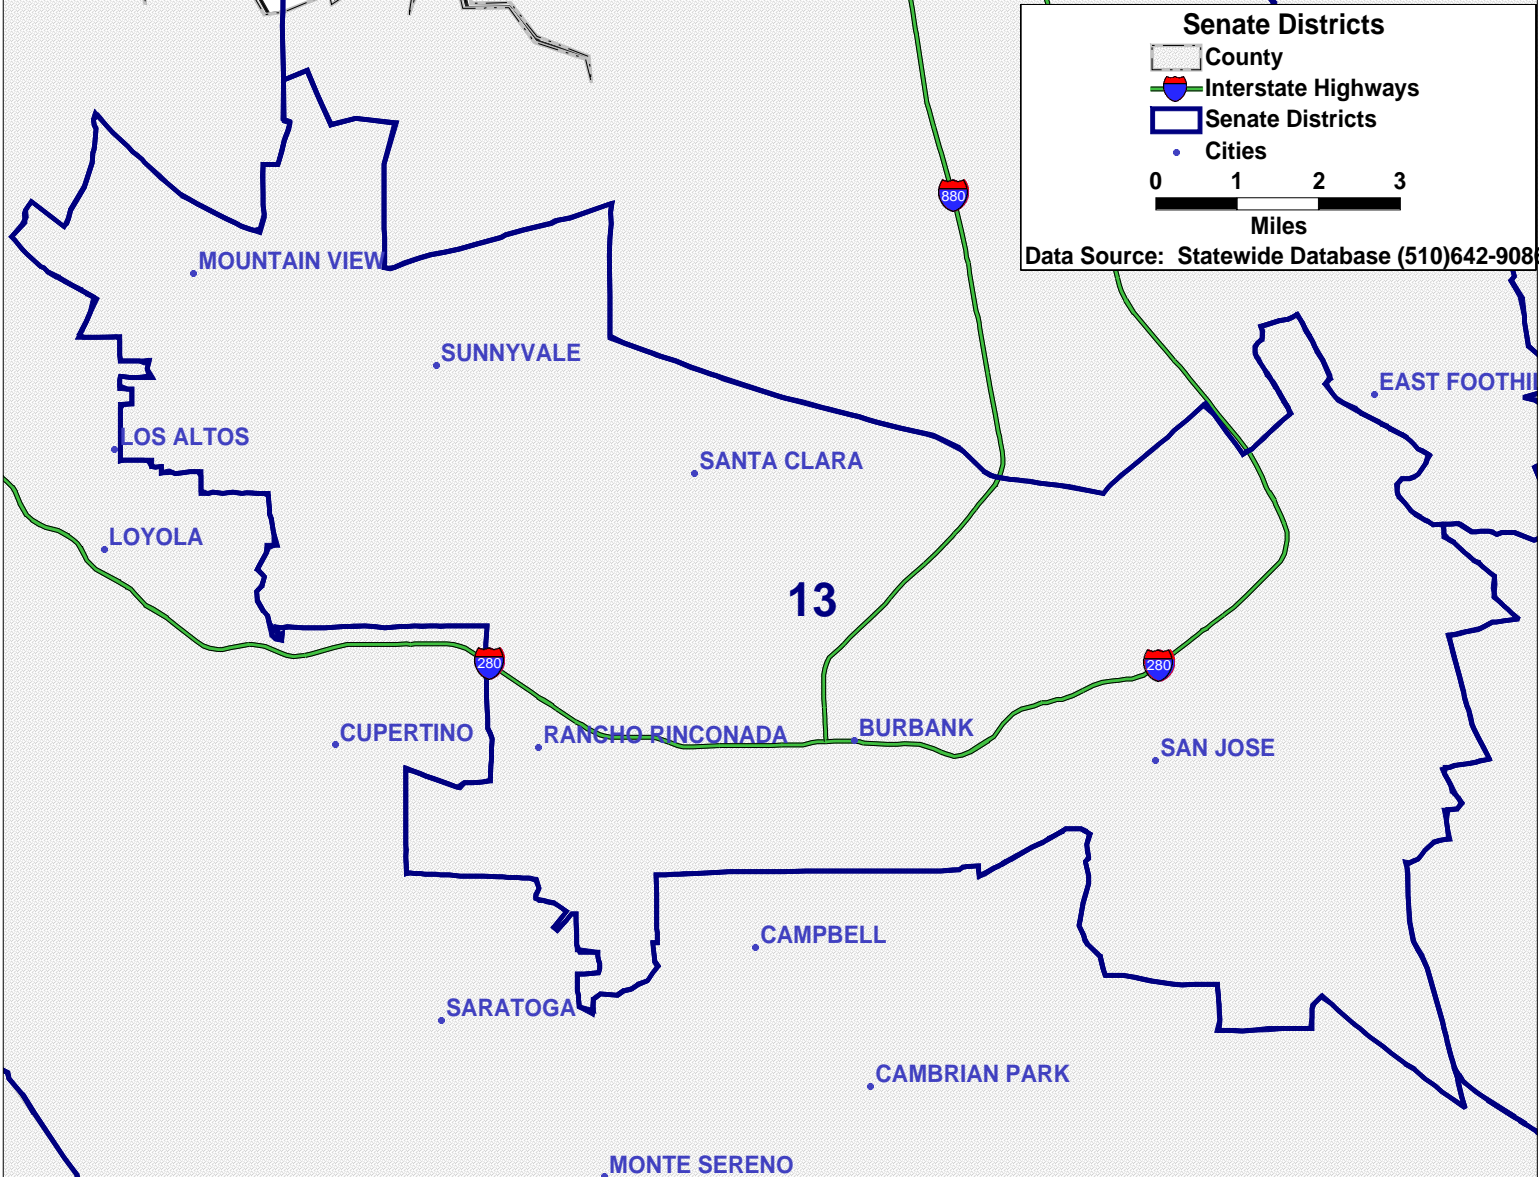 Senate Districts
County
Interstate Highways
Senate Districts
Cities
0 1 2 3
Miles
Data Source: Statewide Database (510)642-908
880
MOUNTAIN VIEW
SUNNYVALE
EAST FOOTHI
LOS ALTOS
SANTA CLARA
LOYOLA
13
280
280
CUPERTINO
RANCHO RINCONADA
BURBANK
SAN JOSE
CAMPBELL
SARATOGA
CAMBRIAN PARK
MONTE SERENO